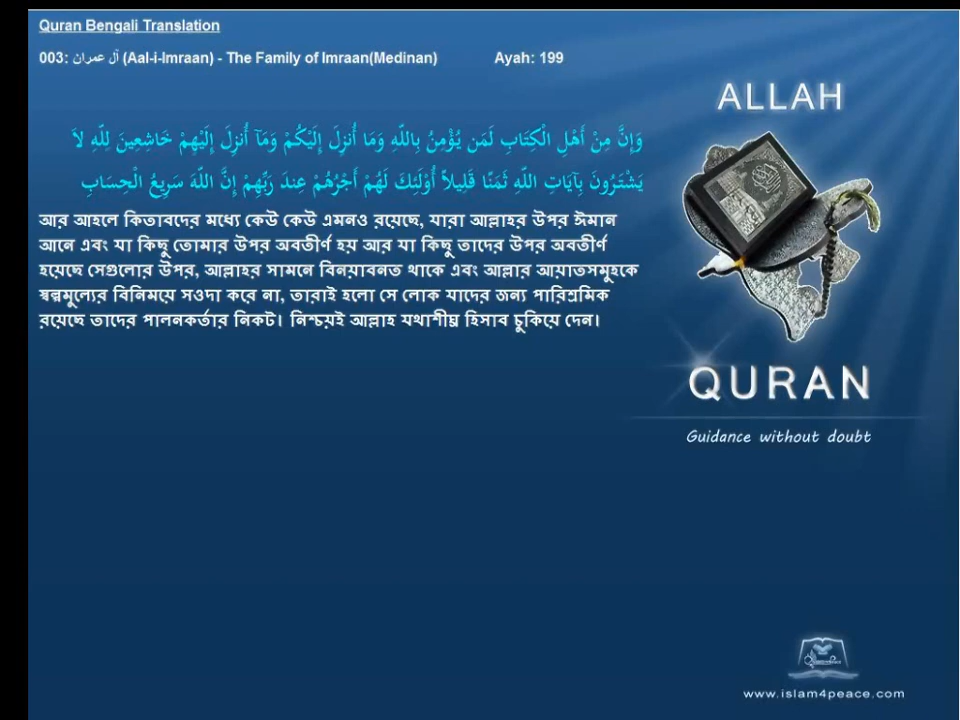 Quran Bengali Translation
003: آل عمران (Aal-i-Imraan) - The Family of Imraan(Medinan) Ayah: 199
وَإِنَّ مِنْ أَهْلِ الْكِتَابِ لَمَن يُؤْمِنُ بِاللّهِ وَمَا أُنزِلَ إِلَيْكُمْ وَمَآ أُنزِلَ إِلَيْهِمْ خَاشِعِينَ لِلّهِ لاَ
يَشْتَرُونَ بِآيَاتِ اللّهِ ثَمَنًا قَلِيلاً أُوْلَئِكَ لَهُمْ أَجْرُهُمْ عِندَ رَبِّهِمْ إِنَّ اللّهَ سَرِيعُ الْحِسَابِ
আর আহলে কিতাবদের মধ্যে কেউ কেউ এমনও রয়েছে, যারা আল্লাহর উপর ঈমান
আনে এবং যা কিছু তোমার উপর অবতীর্ণ হয় আর যা কিছু তাদের উপর অবতীর্ণ
হয়েছে সেগুলোর উপর, আল্লাহর সামনে বিনয়াবনত থাকে এবং আল্লার আয়াতসমুহকে
স্বল্পমুল্যের বিনিময়ে সওদা করে না, তারাই হলো সে লোক যাদের জন্য পারিশ্রমিক
রয়েছে তাদের পালনকর্তার নিকট। নিশ্চয়ই আল্লাহ যথাশীঘ্র হিসাব চুকিয়ে দেন।
ALLAH
QURAN
Guidance without doubt
www.islam4peace.com